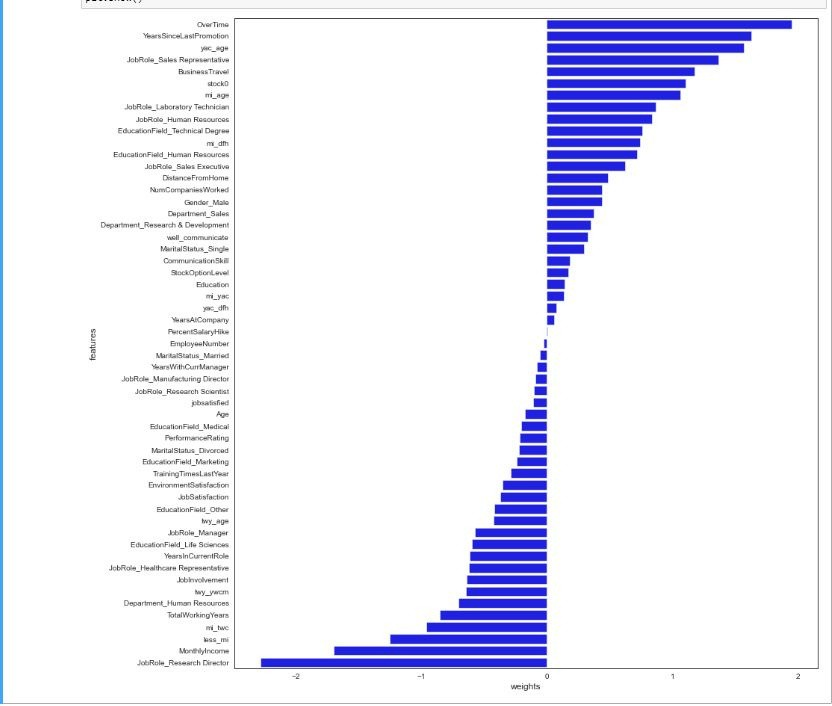 OverTime
YearsSinceLastPromotion
yac_age
JobRole_Sales Representative
BusinessTravel
stock0
mi_age
JobRole_Laboratory Technician
JobRole_Human Resources
EducationField_Technical Degree
mi_dfh
EducationField_Human Resources
JobRole_Sales Executive
DistanceFromHome
NumCompaniesWorked
Gender_Male
Department_Sales
Department_Research & Development
well_communicate
MaritalStatus_Single
CommunicationSkill
StockOptionLevel
Education
mi_yac
yac_dfh
YearsAtCompany
PercentSalaryHike
EmployeeNumber
MaritalStatus_Married
YearsWithCurrManager
JobRole_Manufacturing Director
JobRole_Research Scientist
jobsatisfied
Age
EducationField_Medical
PerformanceRating
MaritalStatus_Divorced
EducationField_Marketing
TrainingTimesLastYear
EnvironmentSatisfaction
JobSatisfaction
EducationField_Other
twy_age
JobRole_Manager
EducationField_Life Sciences
YearsInCurrentRole
JobRole_Healthcare Representative
JobInvolvement
twy_ywcm
Department_Human Resources
TotalWorkingYears
mi_twc
less_mi
MonthlyIncome
JobRole_Research Director
features
−2 −1 0 1 2
weights